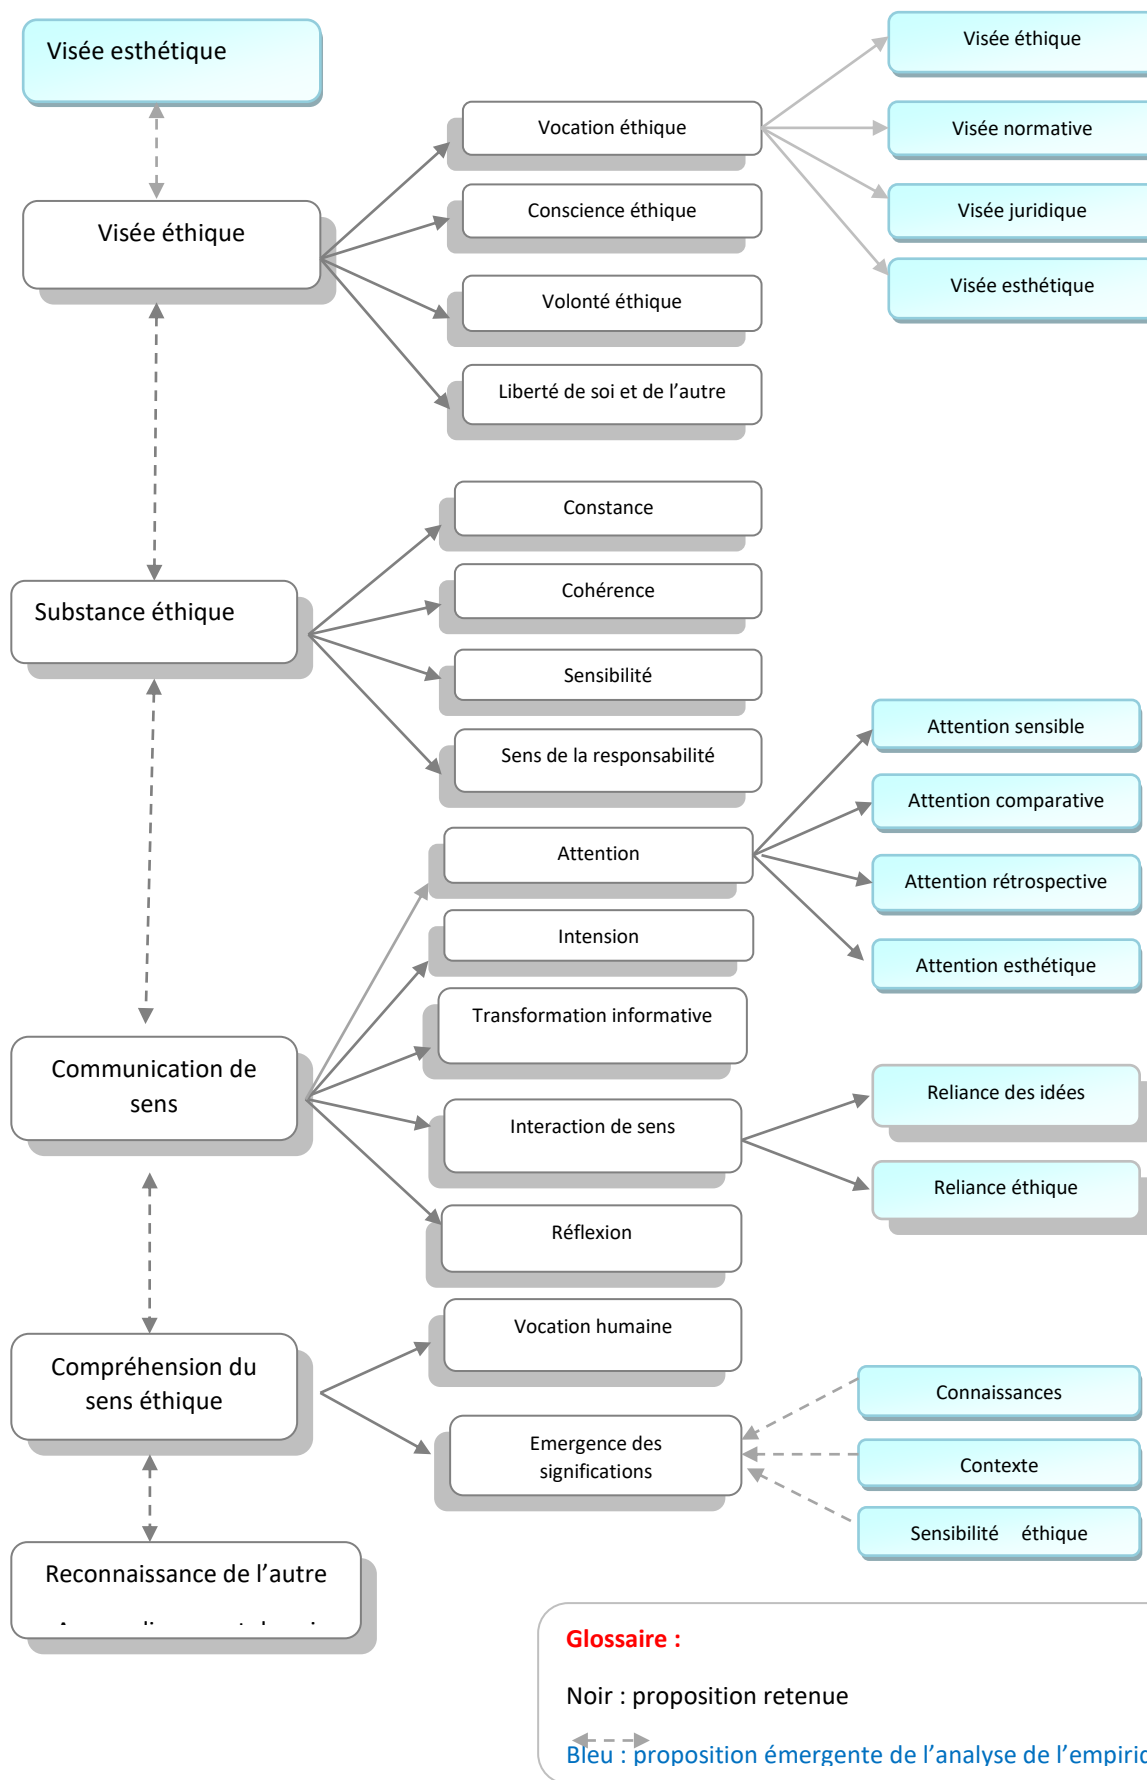 Visée esthétique
Visée éthique
Vocation éthique
Visée normative
Conscience éthique
Visée juridique
Visée éthique
Visée esthétique
Volonté éthique
Liberté de soi et de l’autre
Constance
Cohérence
Substance éthique
Sensibilité
Sens de la responsabilité
Attention sensible
Attention comparative
Attention
Attention rétrospective
Intension
Attention esthétique
Transformation informative
Communication de
sens
Reliance des idées
Interaction de sens
Reliance éthique
Réflexion
Vocation humaine
Compréhension du
sens éthique
Connaissances
Emergence des
significations
Contexte
Sensibilité éthique
Reconnaissance de l’autre
Glossaire :
Noir : proposition retenue
Bleu : proposition émergente de l’analyse de